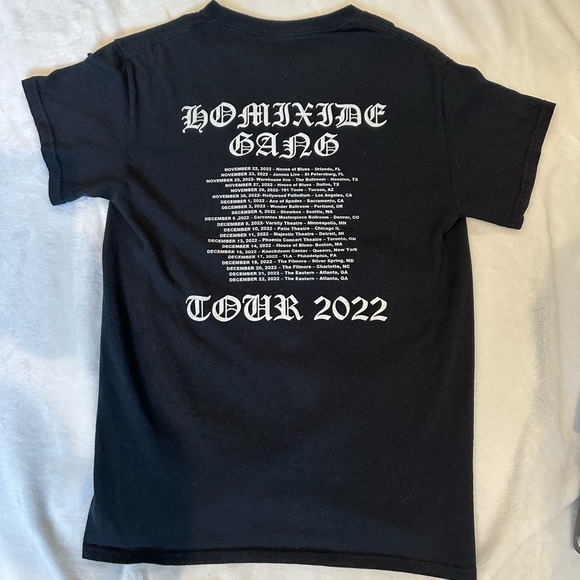 HOMIXIDE
GANG
NOVEMBER 22, 2022 - House of Blues - Orlando, FL
NOVEMBER 23, 2022 - Jannus Live - St Petersburg, FL
NOVEMBER 25, 2022- Warehouse live - The Ballroom - Houston, TX
NOVEMBER 27, 2022 - House of Blues - Dallas, TX
NOVEMBER 29, 2022 - 191 Toole - Tucson, AZ
NOVEMBER 30, 2022- Hollywood Palladium - Los Angeles, CA
DECEMBER 1, 2022 - Ace of Spades - Sacramento, CA
DECEMBER 3, 2022 - Wonder Ballroom - Portland, OR
DECEMBER 4, 2022 - Showbox - Seattle, WA
DECEMBER 6 ,2022 - Cervantes Masterpiece Ballroom - Denver, CO
DECEMBER 8, 2022- Varsity Theatre - Minneapolis, MN
DECEMBER 10, 2022 - Patio Theatre - Chicago IL
DECEMBER 11, 2022 - Majestic Theatre - Detroit, MI
DECEMBER 13, 2022 - Phoenix Concert Theatre - Toronto, ON
DECEMBER 14, 2022 - House of Blues- Boston, MA
DECEMBER 16, 2022 - Knockdown Center - Queens, New York
DECEMBER 17, 2022 - TLA - Philadelphia, PA
DECEMBER 19, 2022 - The Filmore - Silver Spring, MD
DECEMBER 20, 2022 - The Filmore - Charlotte, NC
DECEMBER 21, 2022 - The Eastern - Atlanta, GA
DECEMBER 22, 2022 - The Eastern - Atlanta, GA
TOUR 2022